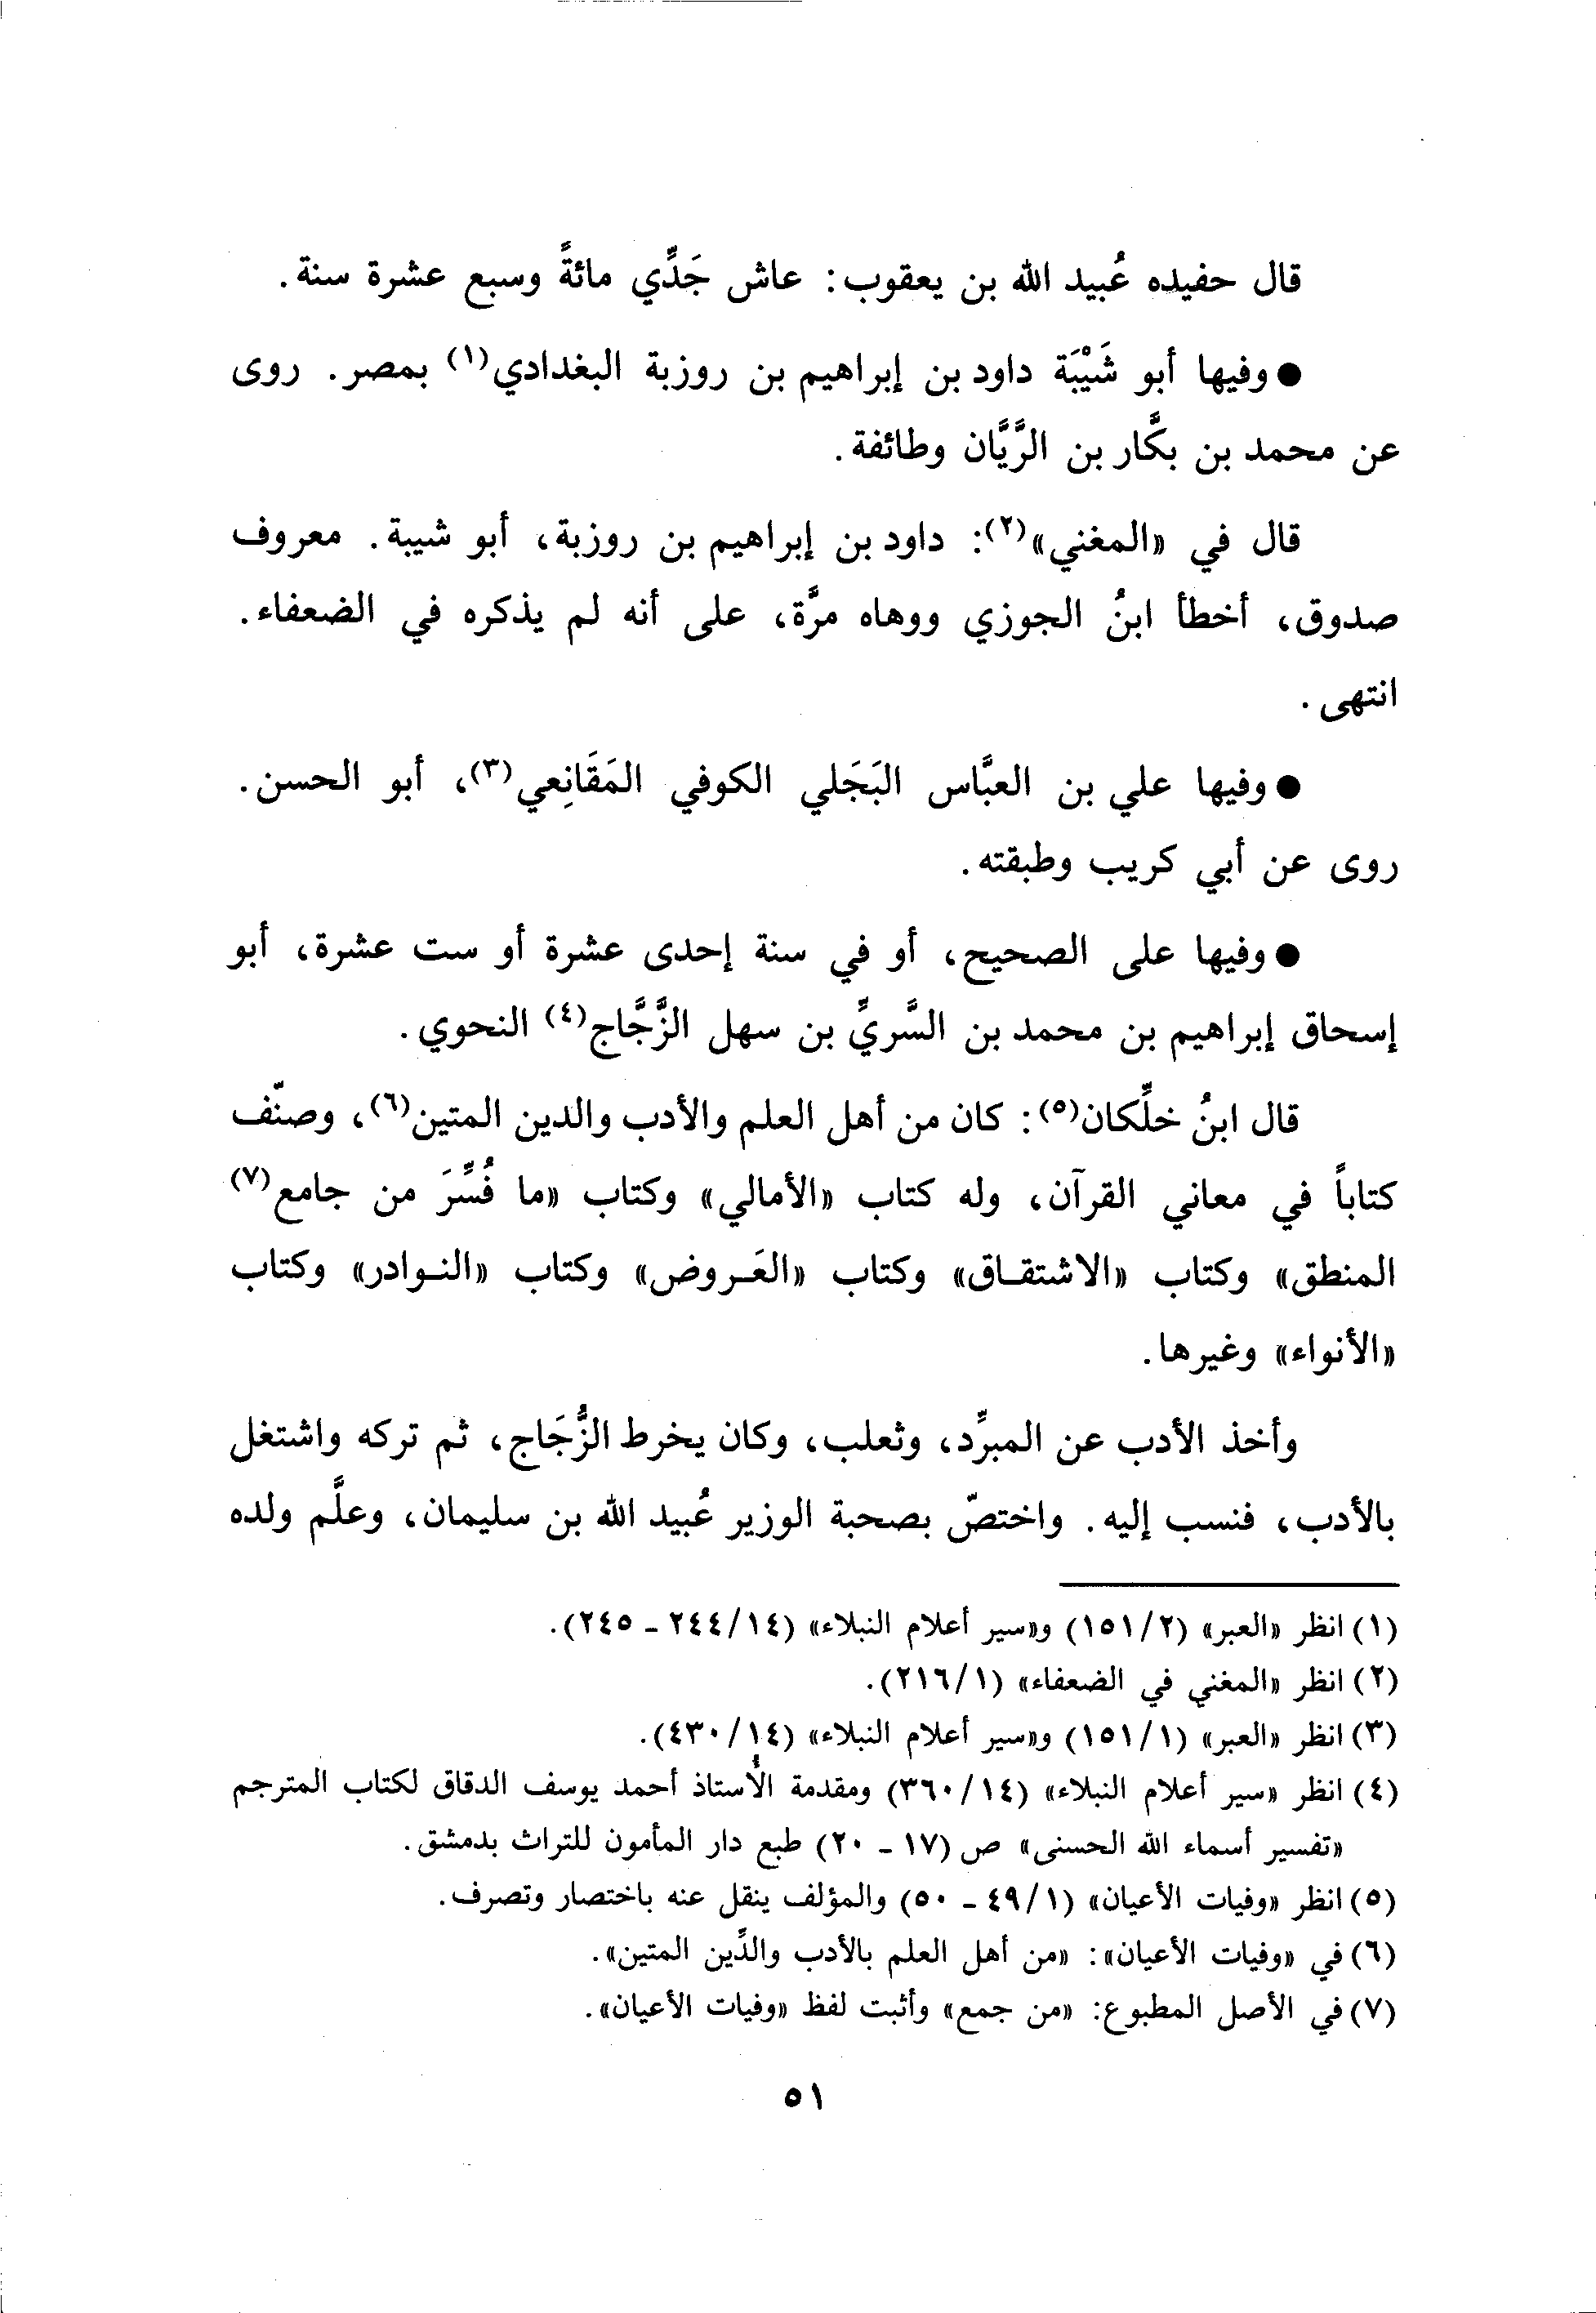 قال حفيده عُبيد الله بن يعقوب: عاش جَدِّي مائةً وسبع عشرة سنة.
● وفيها أبو شَيْبَة داود بن إبراهيم بن روزبة البغدادي(١) بمصر. روى
عن محمد بن بكَّار بن الرَّيَّان وطائفة.
قال في «المغني»(٢): داود بن إبراهيم بن روزبة، أبو شيبة. معروف
صدوق، أخطأ ابنُ الجوزي ووهاه مرَّة، على أنه لم يذكره في الضعفاء.
انتهى.
● وفيها علي بن العبَّاس البَجَلي الكوفي المَقَانِعي(٣)، أبو الحسن.
روى عن أبي كريب وطبقته.
● وفيها على الصحيح، أو في سنة إحدى عشرة أو ست عشرة، أبو
إسحاق إبراهيم بن محمد بن السَّريِّ بن سهل الزَّجَّاج(٤) النحوي.
قال ابنُ خلِّكان(٥): كان من أهل العلم والأدب والدين المتين(٦)، وصنّف
كتاباً في معاني القرآن، وله كتاب «الأمالي» وكتاب «ما فُسِّرَ من جامع(٧)
المنطق» وكتاب «الاشتقـاق» وكتاب «العَـروض» وكتاب «النـوادر» وكتاب
«الأنواء» وغيرها.
وأخذ الأدب عن المبرِّد، وثعلب، وكان يخرط الزُّجَاج، ثم تركه واشتغل
بالأدب، فنسب إليه. واختصّ بصحبة الوزير عُبيد الله بن سليمان، وعلَّم ولده
(١) انظر «العبر» (١٥١/٢) و«سير أعلام النبلاء» (٢٤٤/١٤ - ٢٤٥).
(٢) انظر «المغني في الضعفاء» (٢١٦/١).
(٣) انظر «العبر» (١٥١/١) و«سير أعلام النبلاء» (٤٣٠/١٤).
(٤) انظر «سير أعلام النبلاء» (٣٦٠/١٤) ومقدمة الأُستاذ أحمد يوسف الدقاق لكتاب المترجم
«تفسير أسماء الله الحسنى» ص (١٧ - ٢٠) طبع دار المأمون للتراث بدمشق.
(٥) انظر «وفيات الأعيان» (٤٩/١ - ٥٠) والمؤلف ينقل عنه باختصار وتصرف.
(٦) في «وفيات الأعيان»: «من أهل العلم بالأدب والدِّين المتين».
(٧) في الأصل المطبوع: «من جمع» وأثبت لفظ «وفيات الأعيان».
٥١